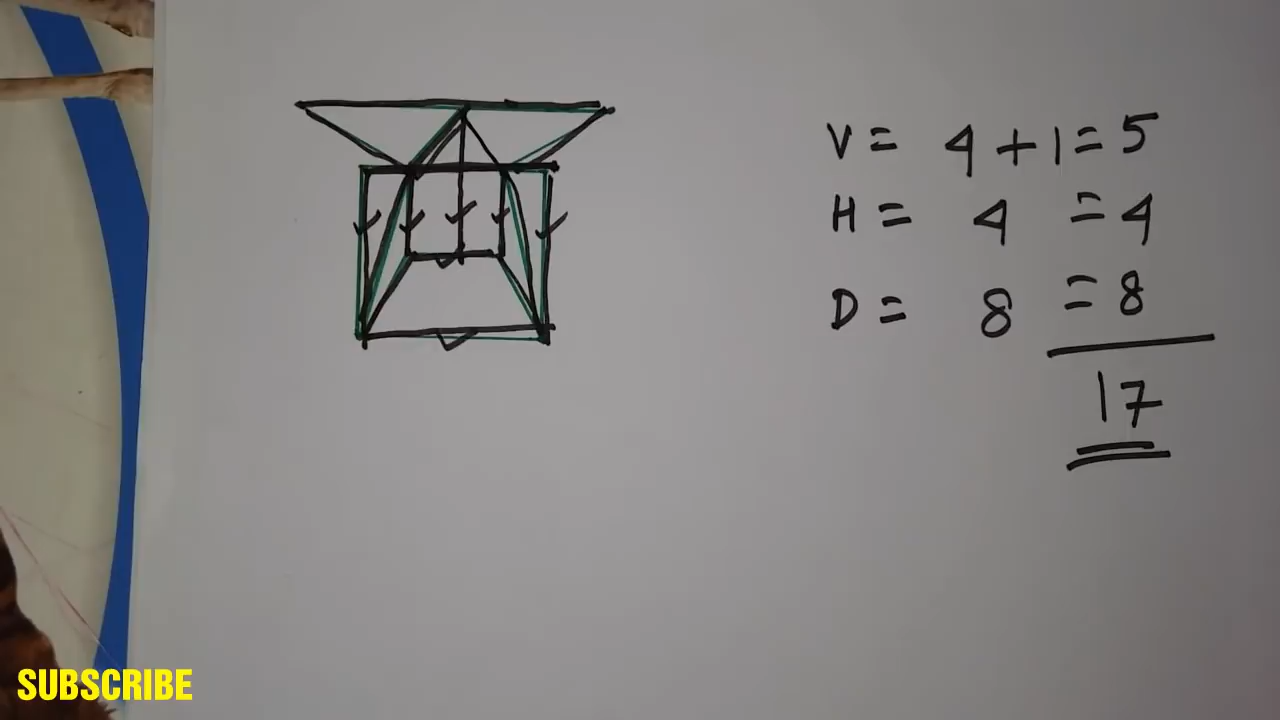 V = 4 + 1 = 5
H = 4 = 4
D = 8 = 8
17
SUBSCRIBE